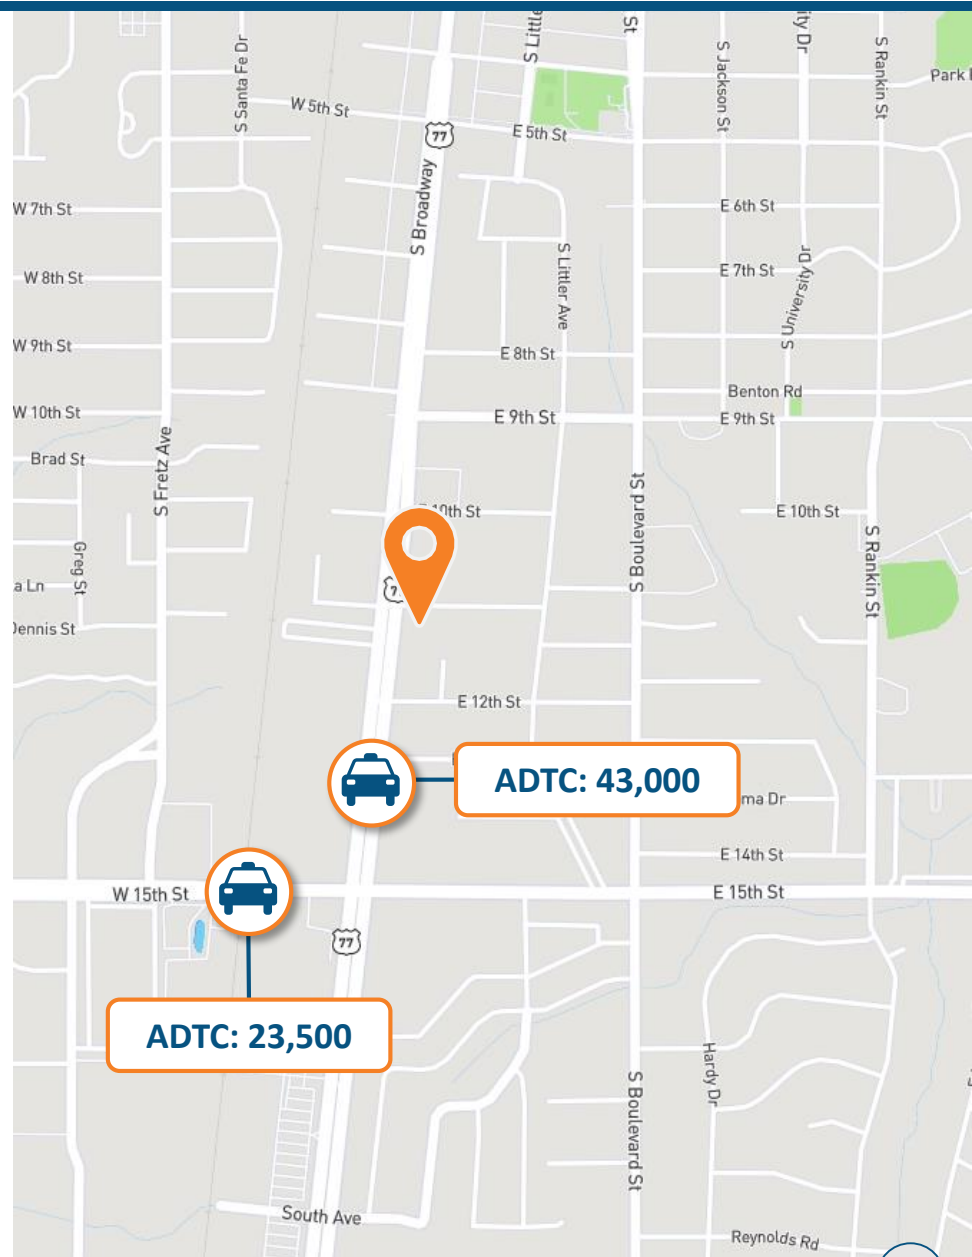 S Little
St
ity Dr
S Santa Fe Dr
S Jackson St
S Rankin St
Park
W 5th St
77
E 5th St
S Broadway
W 7th St
E 6th St
W 8th St
S Littler Ave
E 7th St
S University Dr
W 9th St
E 8th St
Benton Rd
W 10th St
E 9th St
E 9th St
S Fretz Ave
Brad St
S Boulevard St
10th St
E 10th St
S Rankin St
Greg St
a Ln
Dennis St
E 12th St
ADTC: 43,000
ma Dr
E 14th St
W 15th St
E 15th St
77
ADTC: 23,500
Hardy Dr
S Boulevard St
South Ave
Reynolds Rd